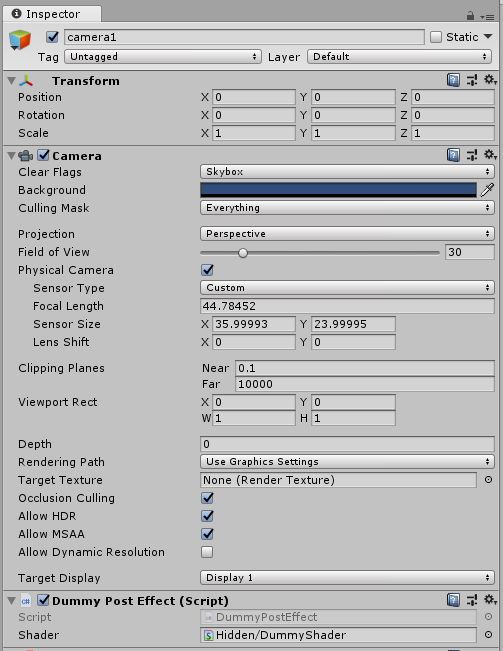 Inspector
camera1 Static
Tag Untagged Layer Default
Transform
Position X 0 Y 0 Z 0
Rotation X 0 Y 0 Z 0
Scale X 1 Y 1 Z 1
Camera
Clear Flags Skybox
Background
Culling Mask Everything
Projection Perspective
Field of View 30
Physical Camera
Sensor Type Custom
Focal Length 44.78452
Sensor Size X 35.99993 Y 23.99995
Lens Shift X 0 Y 0
Clipping Planes Near 0.1
Far 10000
Viewport Rect X 0 Y 0
W 1 H 1
Depth 0
Rendering Path Use Graphics Settings
Target Texture None (Render Texture)
Occlusion Culling
Allow HDR
Allow MSAA
Allow Dynamic Resolution
Target Display Display 1
C# Dummy Post Effect (Script)
Script DummyPostEffect
Shader Hidden/DummyShader